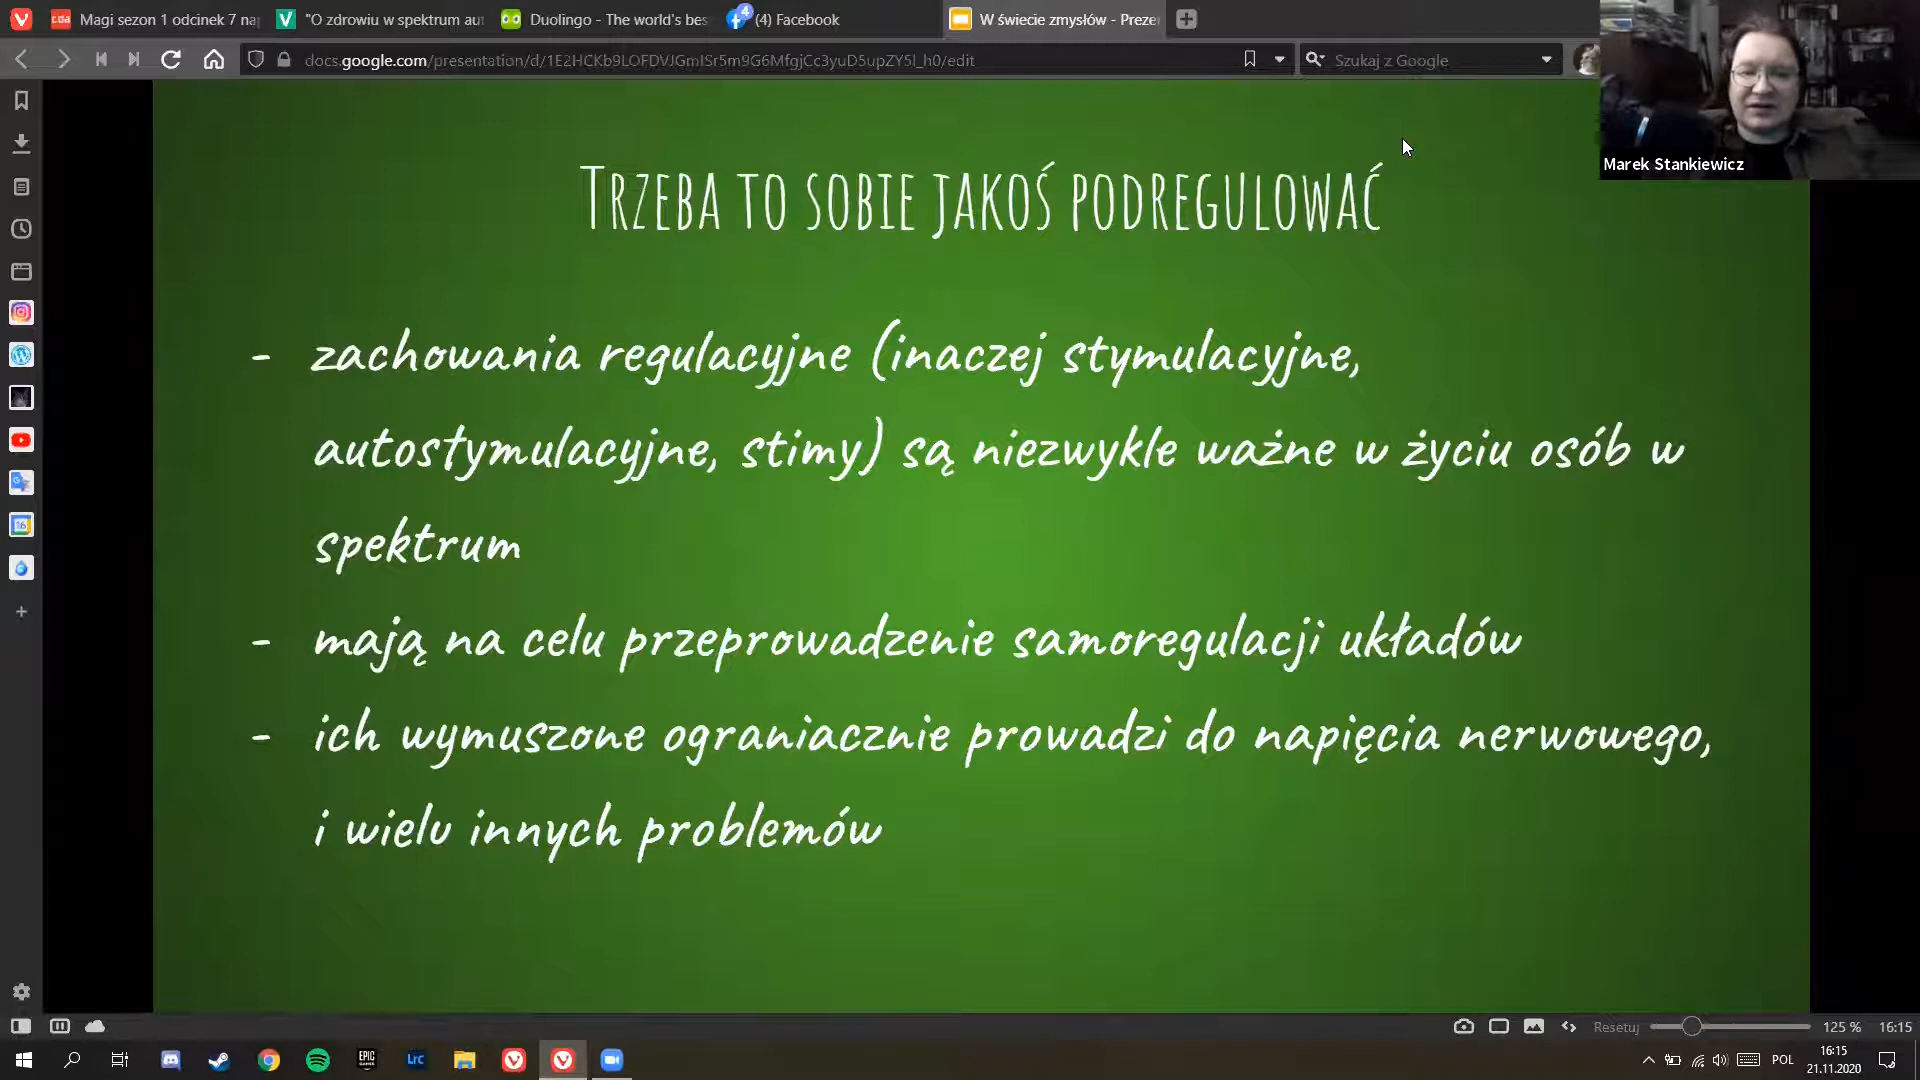 Magi sezon 1 odcinek 7 na
"O zdrowiu w spektrum aut
Duolingo - The world's bes
(4) Facebook
W świecie zmysłów - Preze
docs.google.com/presentation/d/1E2HCKb9LOFDVJGmISr5m9G6MfgjCc3yuD5upZY5l_h0/edit
Szukaj z Google
Marek Stankiewicz
Trzeba to sobie jakoś podregulować
- zachowania regulacyjne (inaczej stymulacyjne,
autostymulacyjne, stimy) są niezwykle ważne w życiu osób w
spektrum
- mają na celu przeprowadzenie samoregulacji układów
- ich wymuszone ograniacznie prowadzi do napięcia nerwowego,
i wielu innych problemów
Resetuj
125 %
16:15
EPIC
Lrc
POL
16:15
21.11.2020